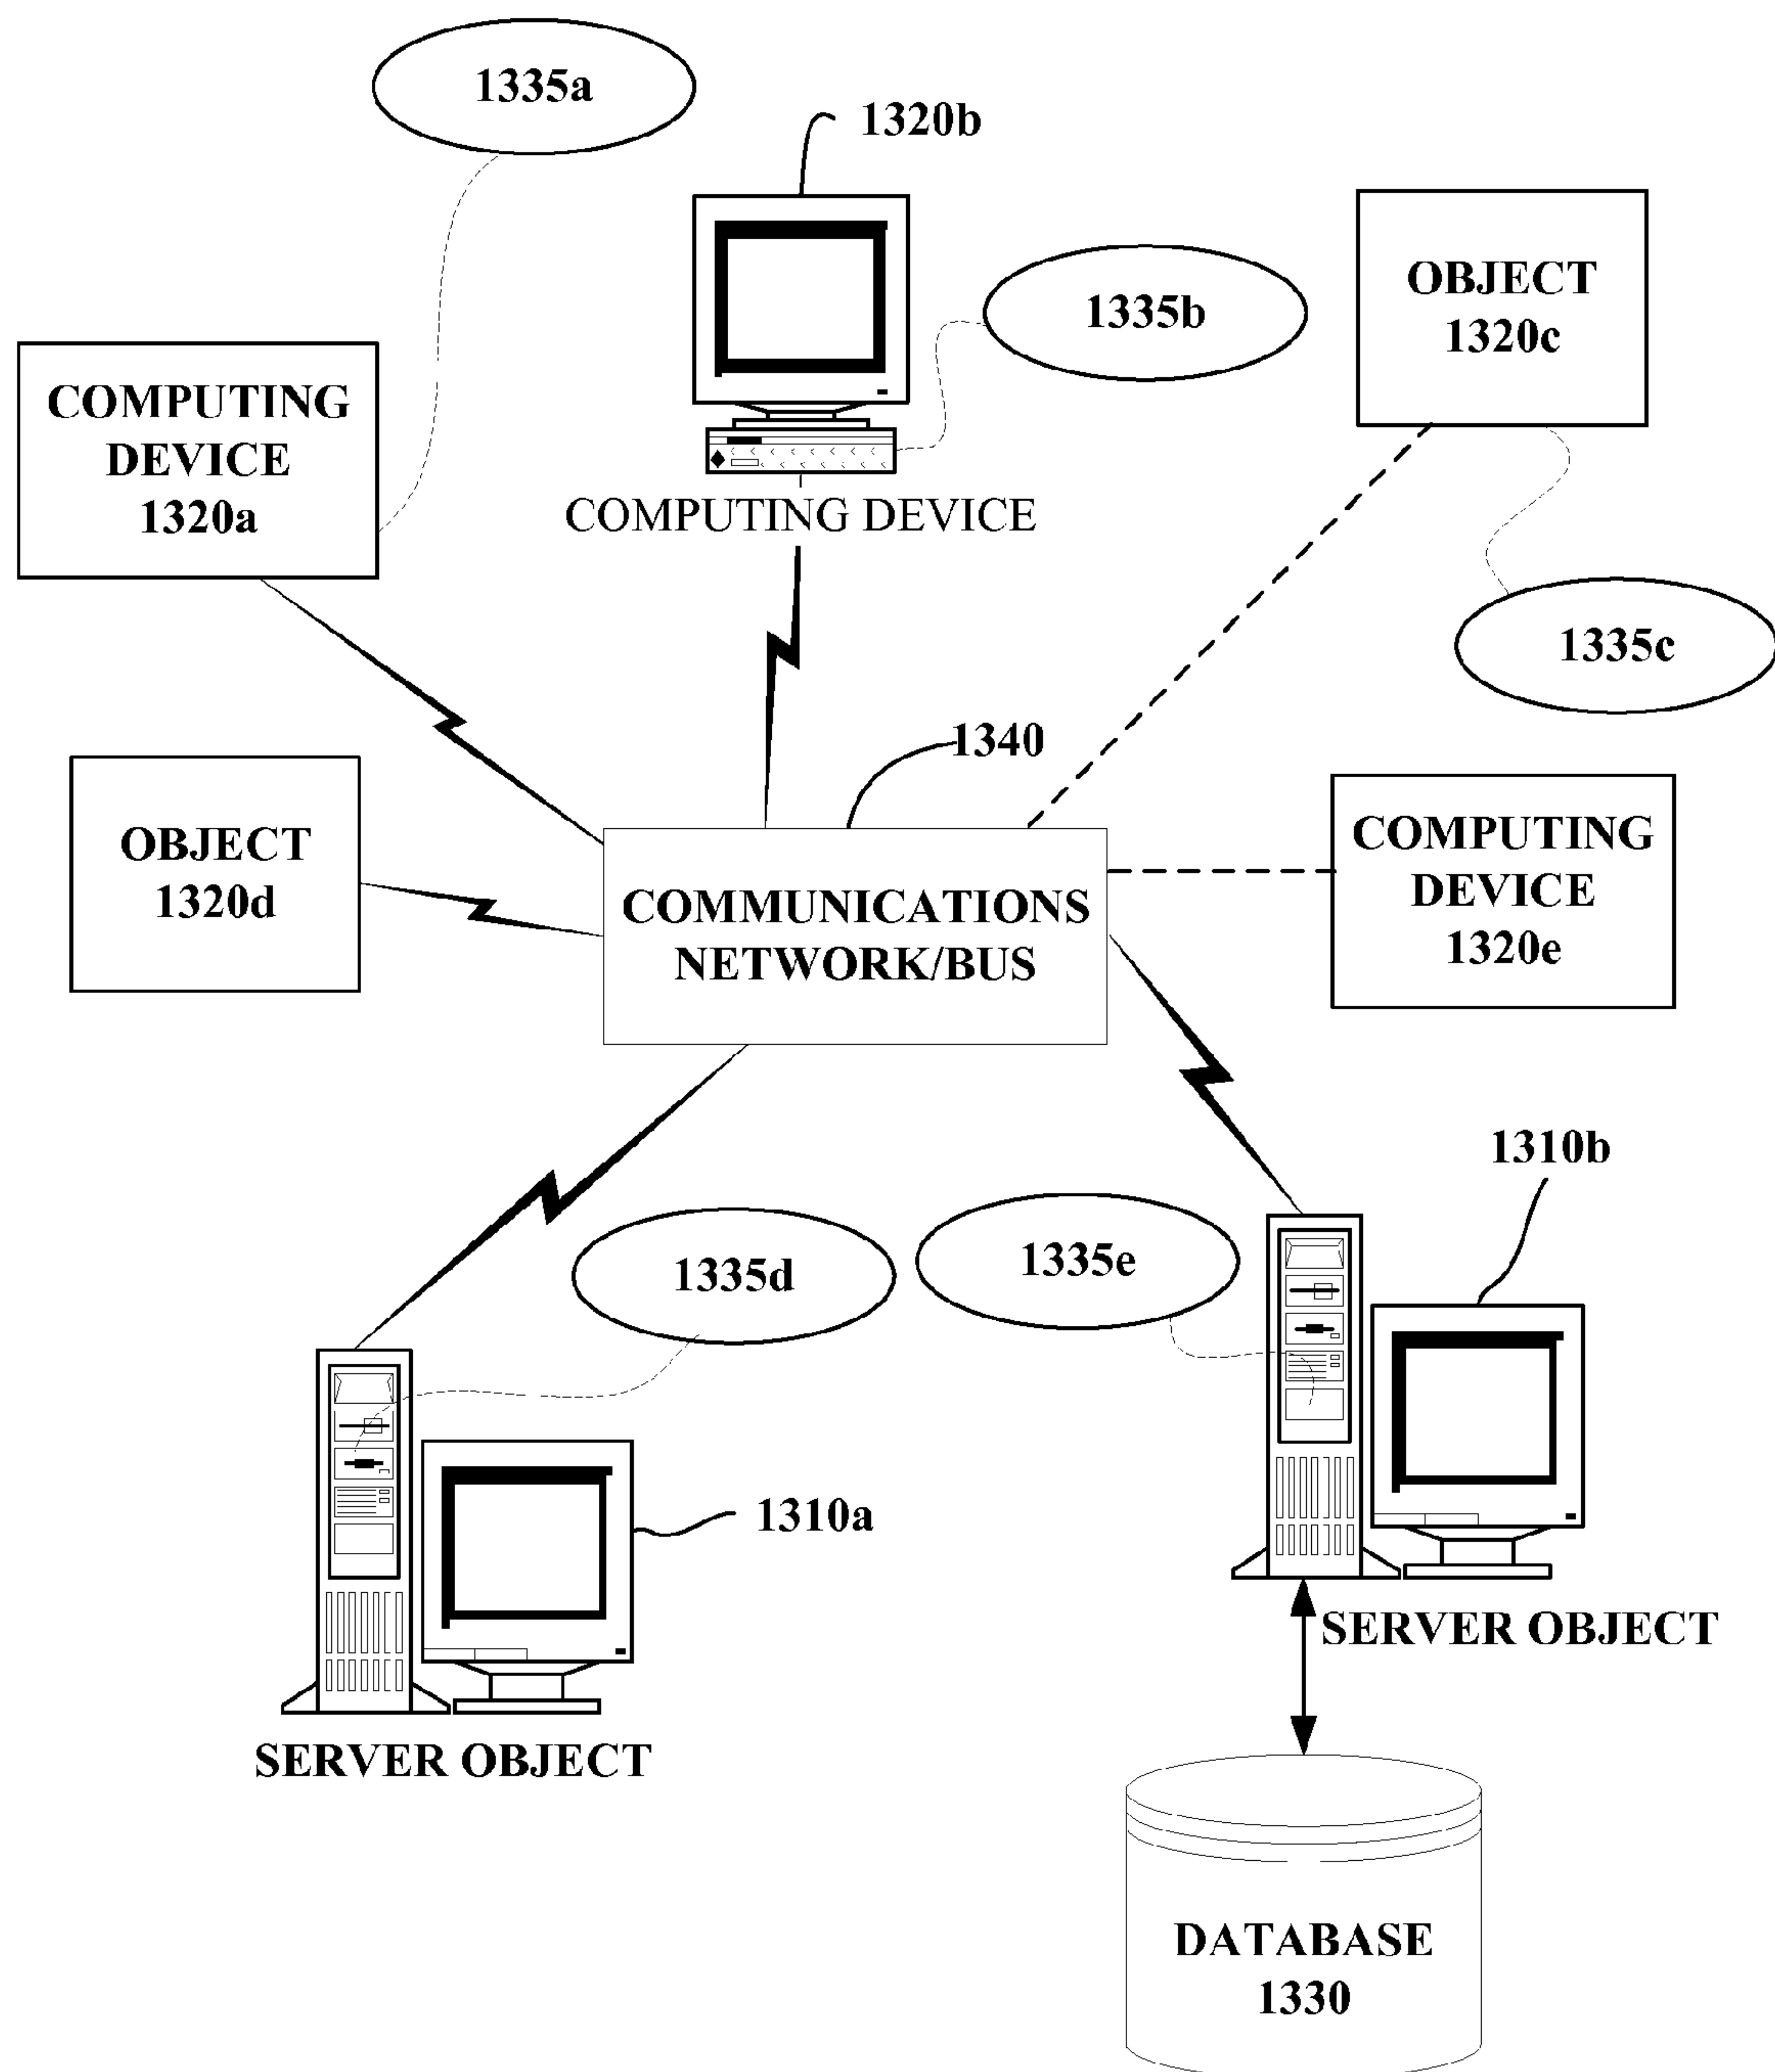 1335a
1320b
OBJECT
1320c
1335b
COMPUTING
DEVICE
1320a
COMPUTING DEVICE
1335c
1340
OBJECT
1320d
COMMUNICATIONS
NETWORK/BUS
COMPUTING
DEVICE
1320e
1310b
1335d
1335e
1310a
SERVER OBJECT
SERVER OBJECT
DATABASE
1330